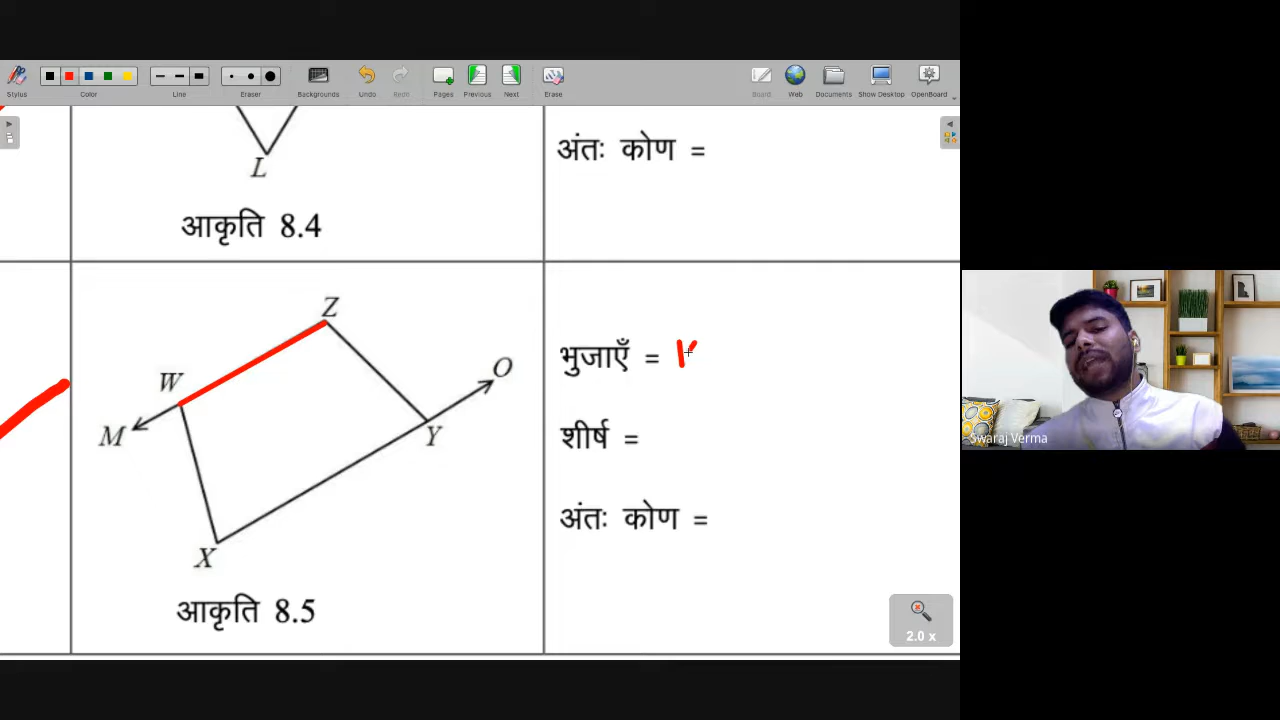 Stylus Color Line Eraser Backgrounds Undo Redo Pages Previous Next Erase Board Web Documents Show Desktop OpenBoard
L
अंतः कोण =
आकृति 8.4
Z
W
O
M
Y
X
भुजाएँ =
शीर्ष =
अंतः कोण =
आकृति 8.5
2.0 x
Swaraj Verma